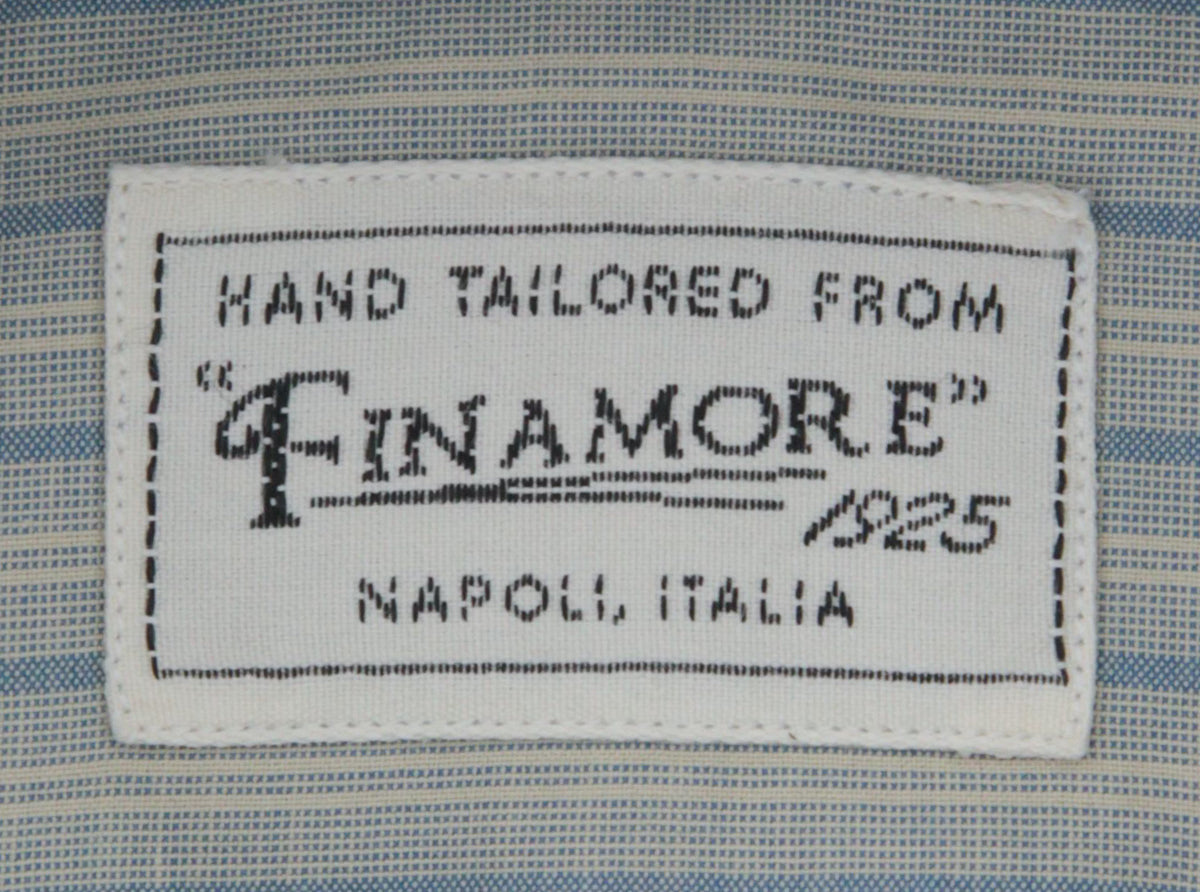 HAND TAILORED FROM
"FINAMORE"
1925
NAPOLI, ITALIA